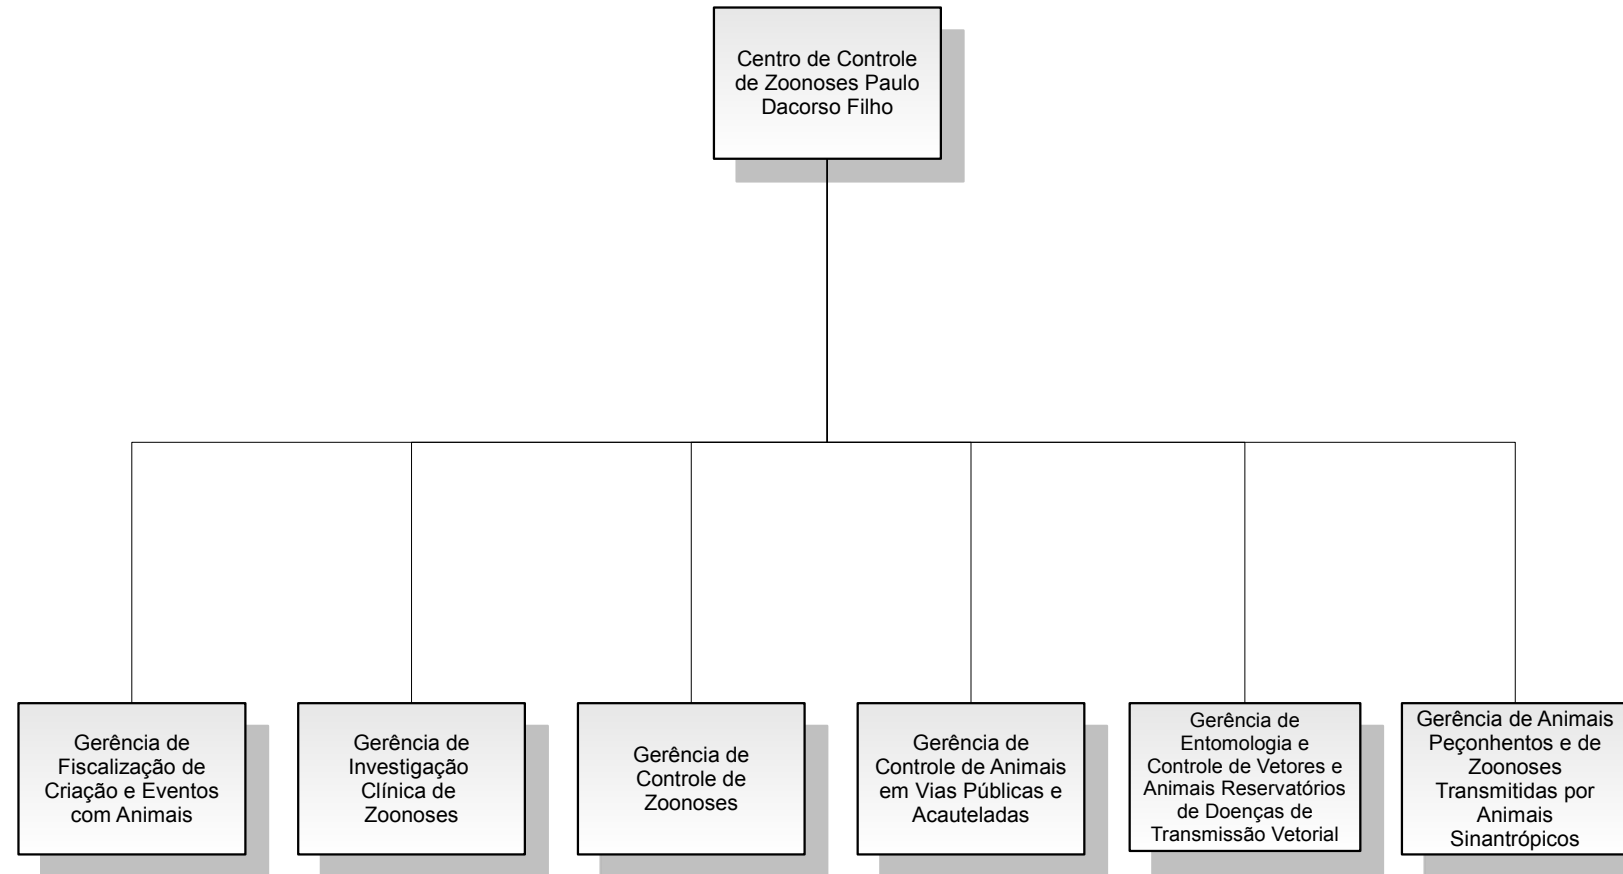 Centro de Controle
de Zoonoses Paulo
Dacorso Filho
Gerência de
Fiscalização de
Criação e Eventos
com Animais
Gerência de
Investigação
Clínica de
Zoonoses
Gerência de
Controle de
Zoonoses
Gerência de
Controle de Animais
em Vias Públicas e
Acauteladas
Gerência de
Entomologia e
Controle de Vetores e
Animais Reservatórios
de Doenças de
Transmissão Vetorial
Gerência de Animais
Peçonhentos e de
Zoonoses
Transmitidas por
Animais
Sinantrópicos